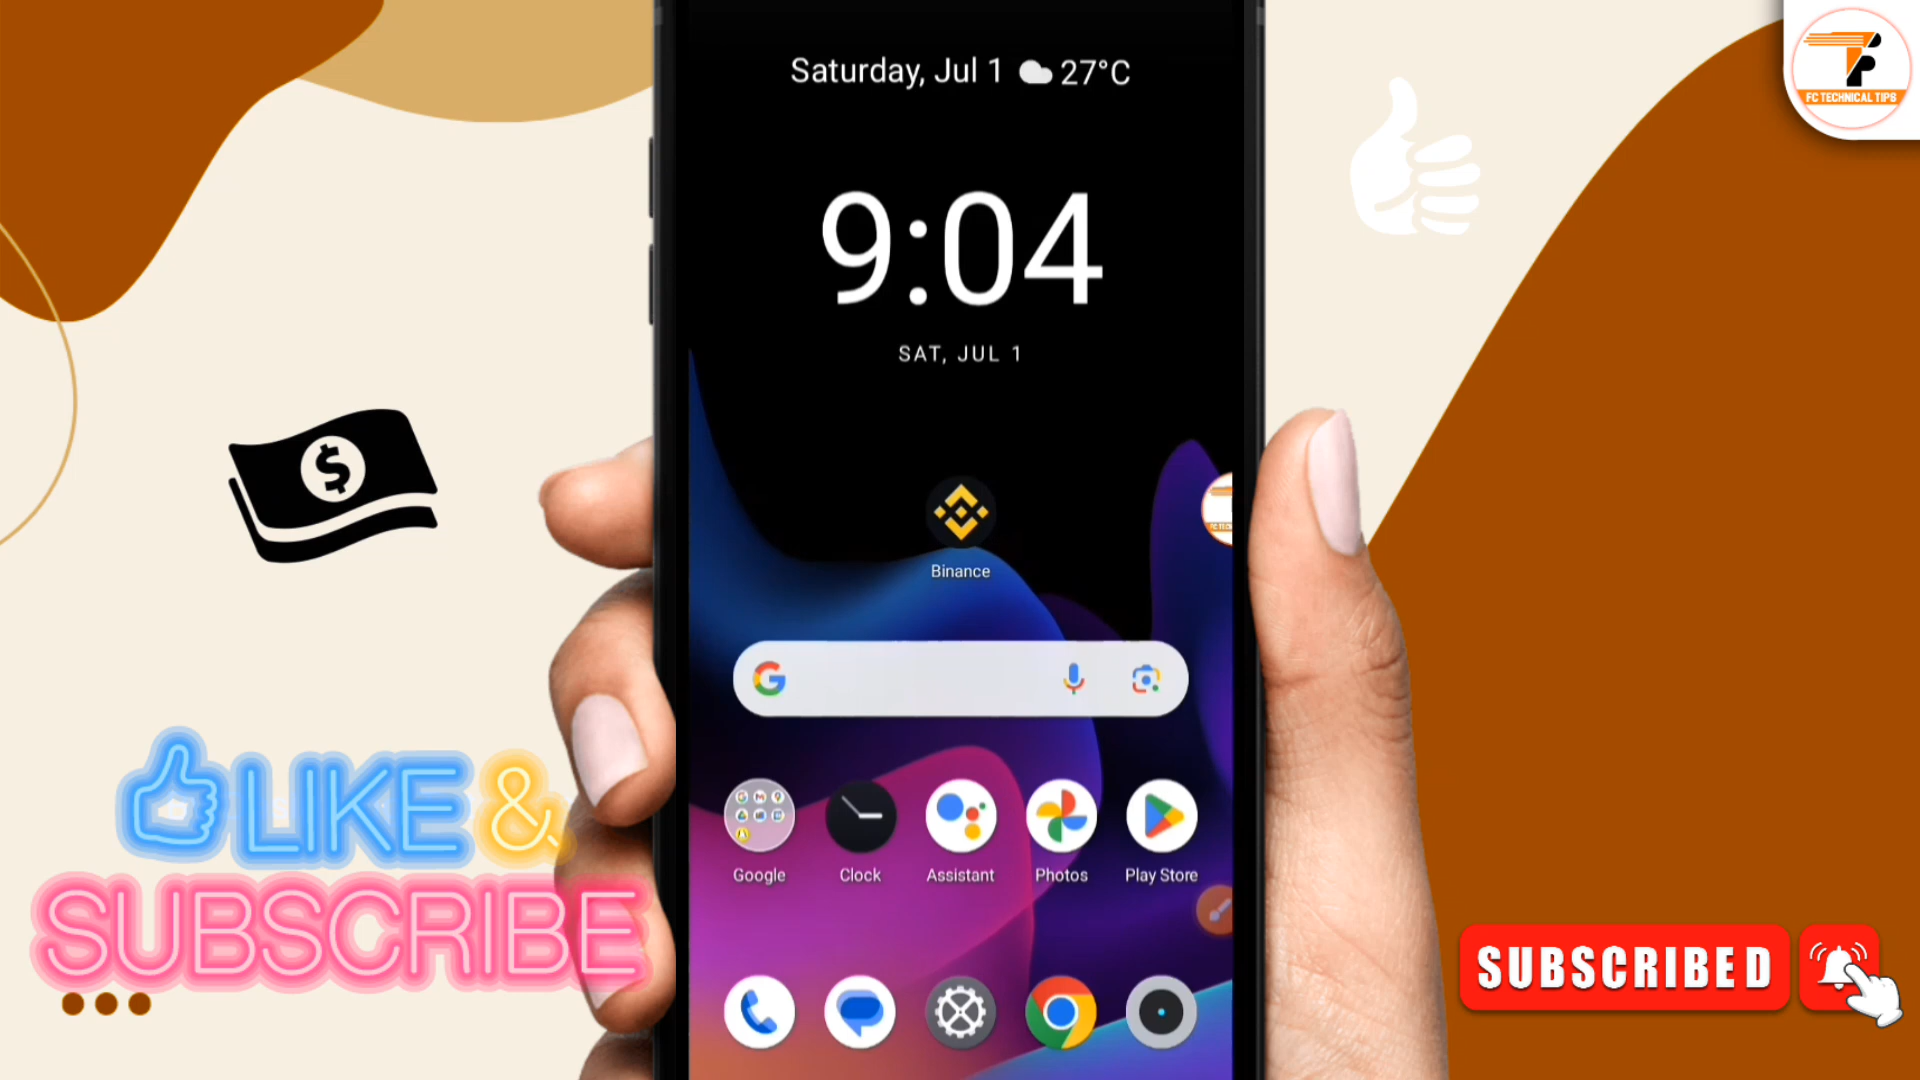 Saturday, Jul 1 27°C
FC TECHNICAL TIPS
9:04
SAT, JUL 1
Binance
Google
Clock
Assistant
Photos
Play Store
LIKE &
SUBSCRIBE
SUBSCRIBED